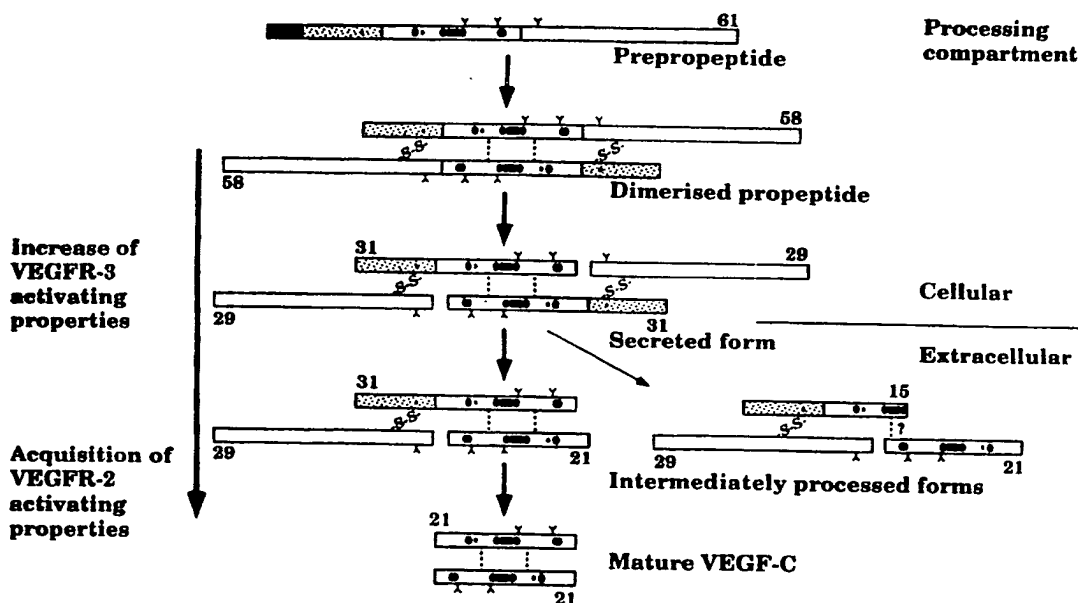 61
Prepropeptide
Processing
compartment
58
-S-S-
-S-S-
58
Dimerised propeptide
Increase of
VEGFR-3
activating
properties
31
29
-S-S-
-S-S-
29
31
Secreted form
Cellular
Extracellular
31
-S-S-
29
21
15
-S-S-
?
29
21
Intermediately processed forms
Acquisition of
VEGFR-2
activating
properties
21
Mature VEGF-C
21